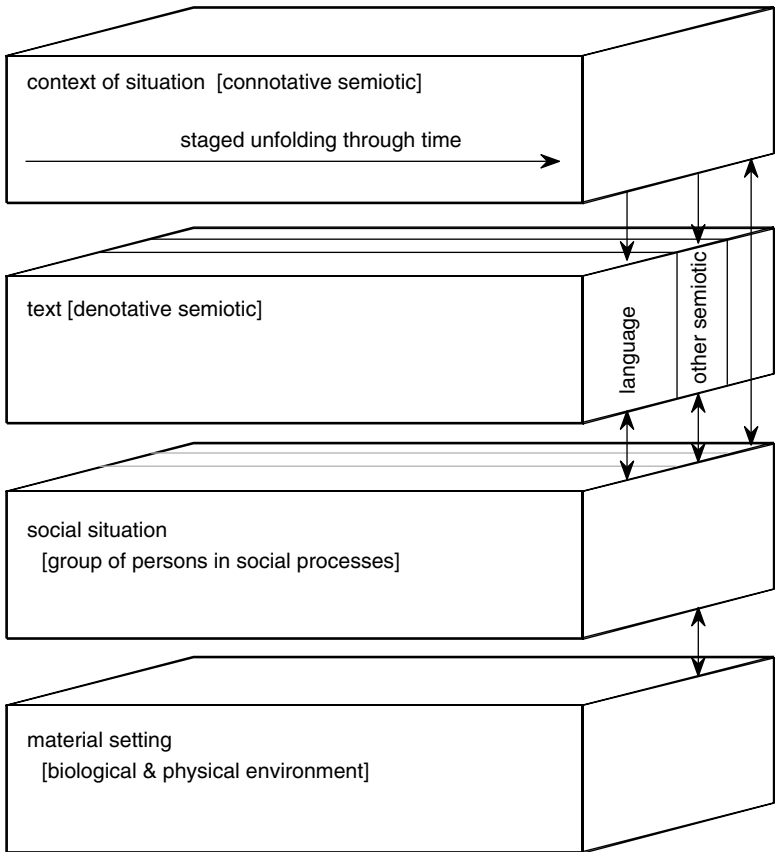 context of situation [connotative semiotic]
staged unfolding through time
text [denotative semiotic]
language
other semiotic
social situation
[group of persons in social processes]
material setting
[biological & physical environment]